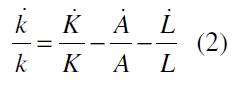 k̇/k = K̇/K − Ȧ/A − L̇/L (2)